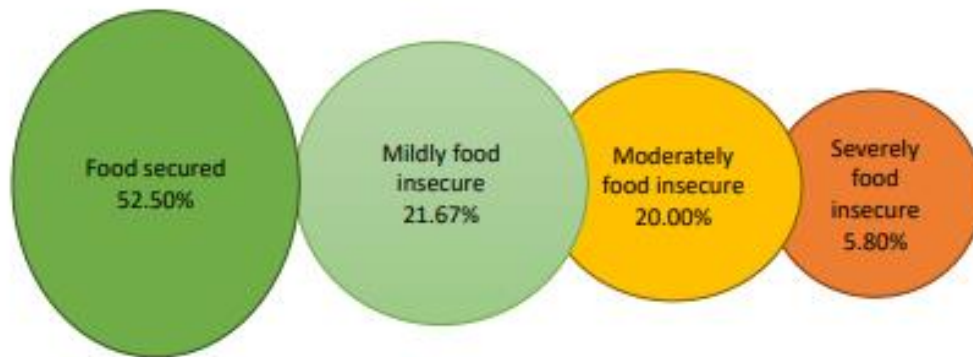 Food secured
52.50%
Mildly food
insecure
21.67%
Moderately
food insecure
20.00%
Severely
food
insecure
5.80%